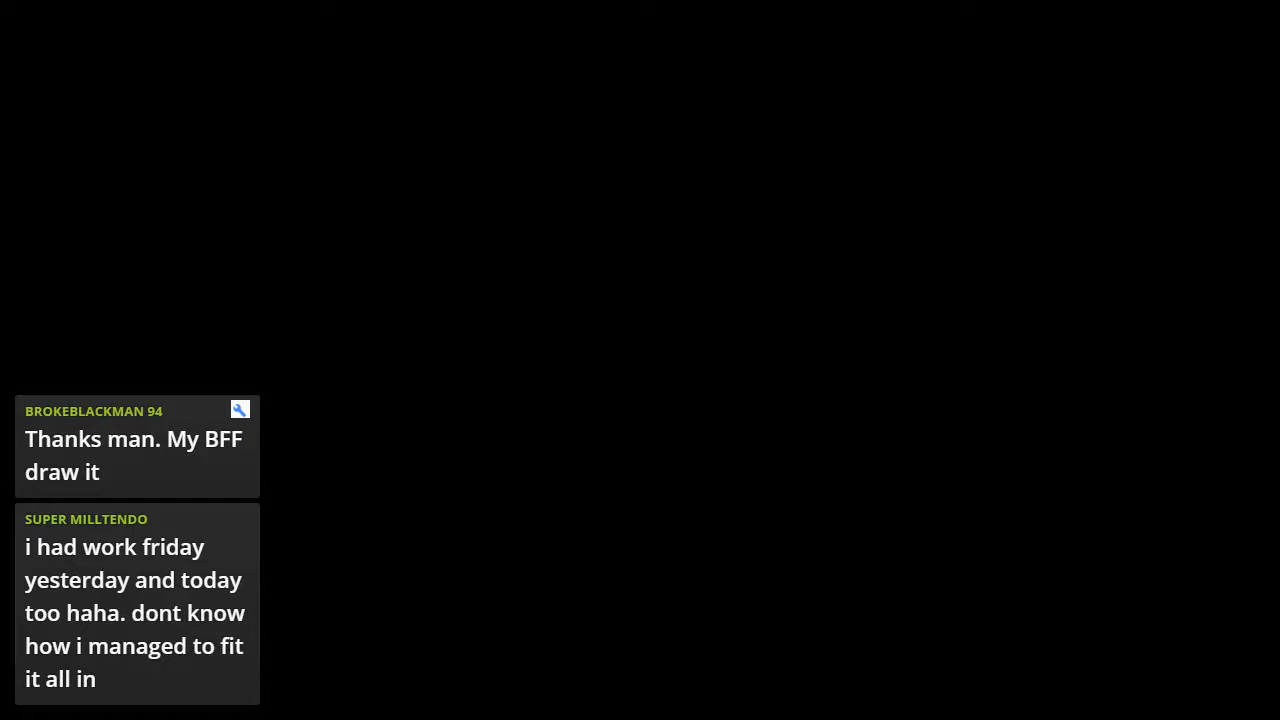 BROKEBLACKMAN 94
Thanks man. My BFF
draw it
SUPER MILLTENDO
i had work friday
yesterday and today
too haha. dont know
how i managed to fit
it all in